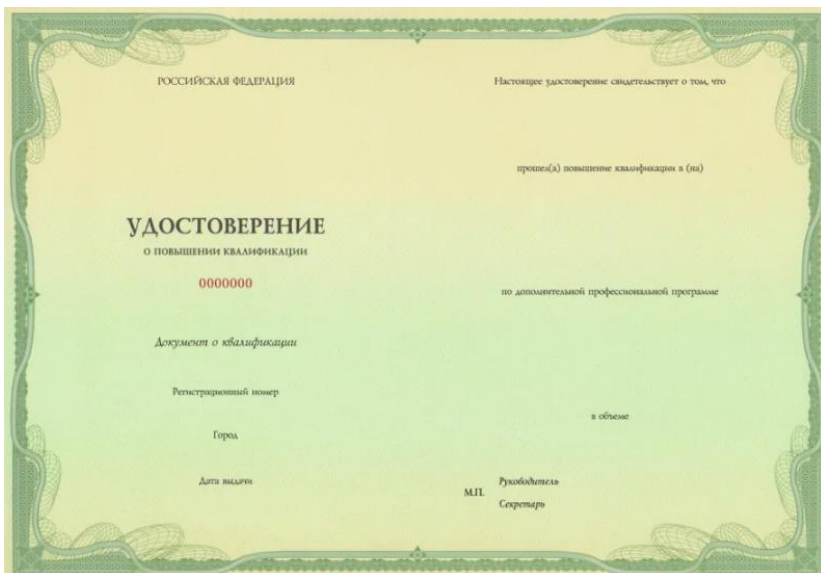 РОССИЙСКАЯ ФЕДЕРАЦИЯ
УДОСТОВЕРЕНИЕ
О ПОВЫШЕНИИ КВАЛИФИКАЦИИ
0000000
Документ о квалификации
Регистрационный номер
Город
Дата выдачи
Настоящее удостоверение свидетельствует о том, что
прошел(а) повышение квалификации в (на)
по дополнительной профессиональной программе
в объеме
М.П.
Руководитель
Секретарь